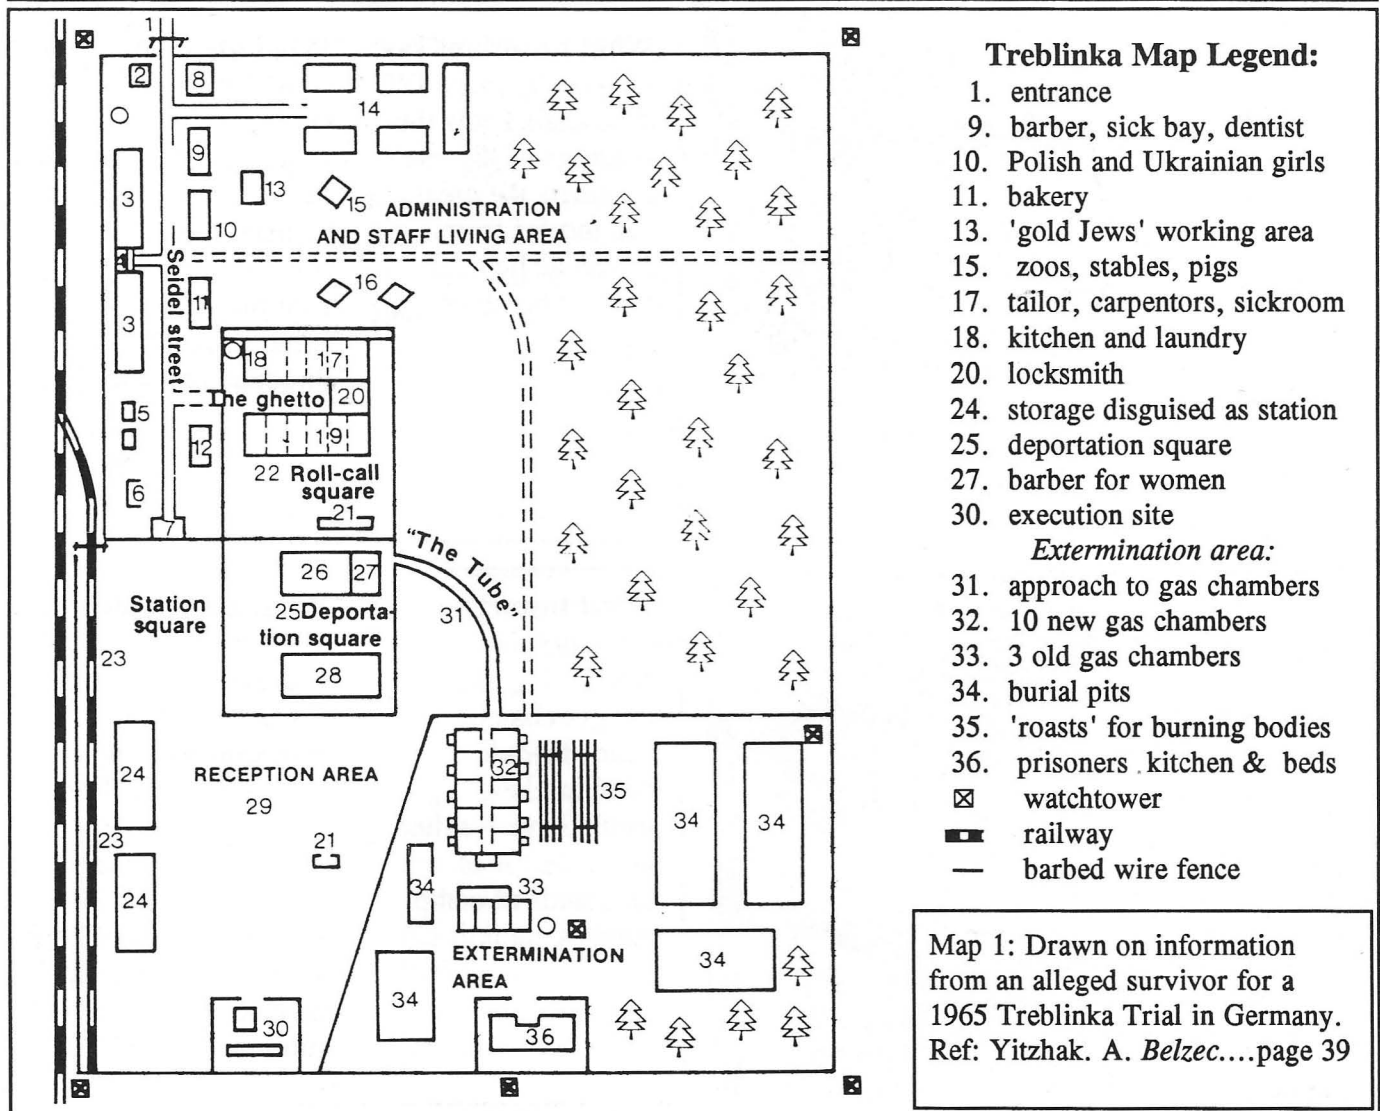 1
2
8
14
3
9
13
15
10
ADMINISTRATION
AND STAFF LIVING AREA
Seidel street
3
11
16
18
17
The ghetto
20
5
12
19
22
Roll-call
square
6
21
7
"The Tube"
26
27
Station
square
25 Deporta-
tion square
31
23
28
24
RECEPTION AREA
29
32
35
34
34
23
21
34
33
24
EXTERMINATION
AREA
34
34
30
36
Treblinka Map Legend:
1. entrance
9. barber, sick bay, dentist
10. Polish and Ukrainian girls
11. bakery
13. 'gold Jews' working area
15. zoos, stables, pigs
17. tailor, carpentors, sickroom
18. kitchen and laundry
20. locksmith
24. storage disguised as station
25. deportation square
27. barber for women
30. execution site
Extermination area:
31. approach to gas chambers
32. 10 new gas chambers
33. 3 old gas chambers
34. burial pits
35. 'roasts' for burning bodies
36. prisoners kitchen & beds
watchtower
railway
barbed wire fence
Map 1: Drawn on information
from an alleged survivor for a
1965 Treblinka Trial in Germany.
Ref: Yitzhak. A. Belzec....page 39